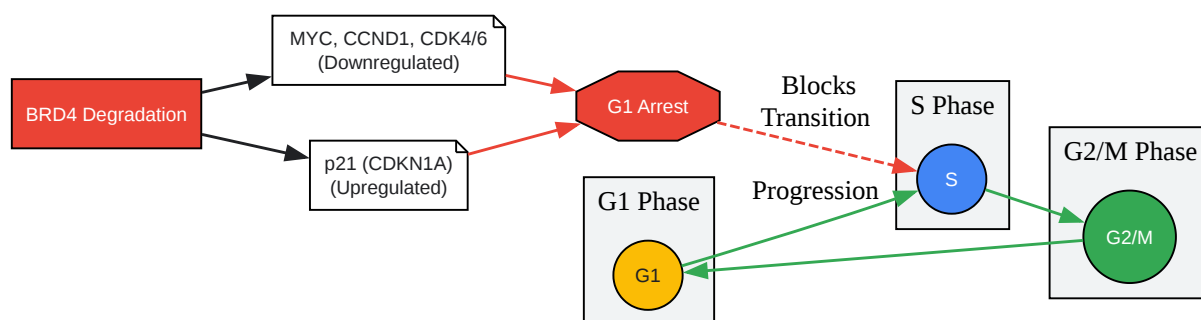 BRD4 Degradation
MYC, CCND1, CDK4/6
(Downregulated)
p21 (CDKN1A)
(Upregulated)
G1 Arrest
Blocks
Transition
Progression
G1 Phase
G1
S Phase
S
G2/M Phase
G2/M